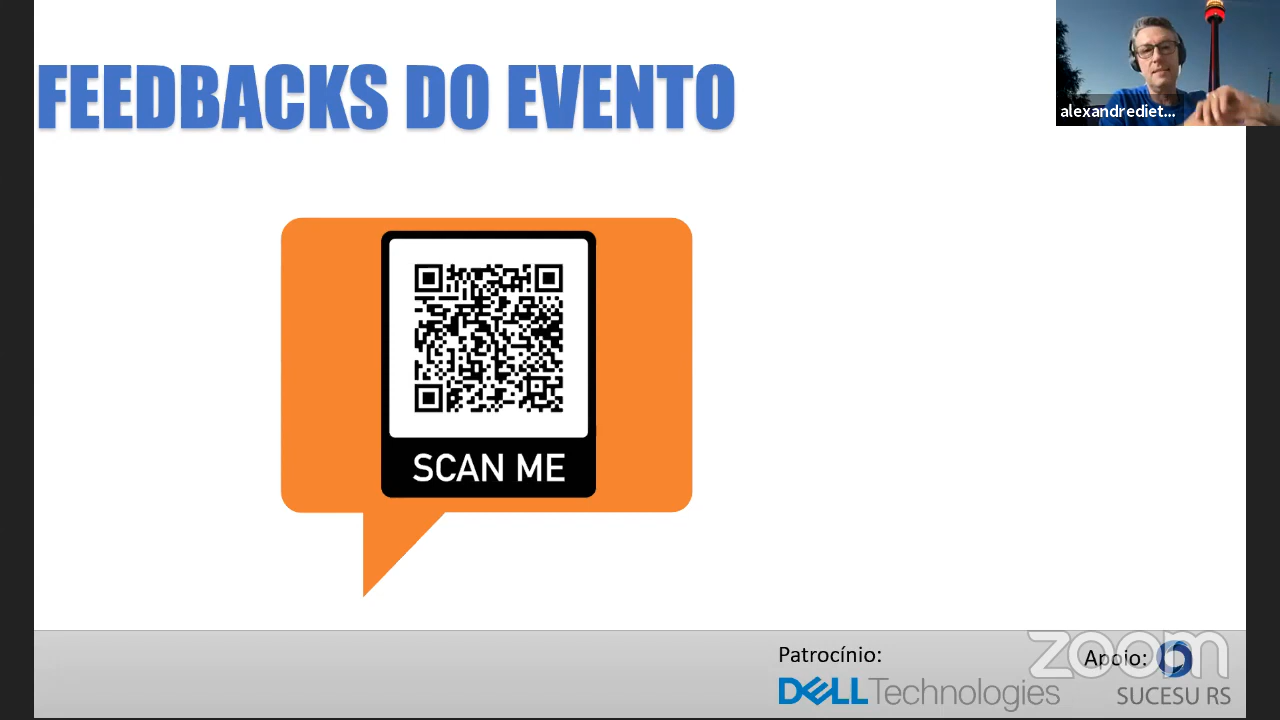 FEEDBACKS DO EVENTO
alexandrediet...
SCAN ME
Patrocínio:
DELL Technologies
zoom
Apoio:
SUCESU RS